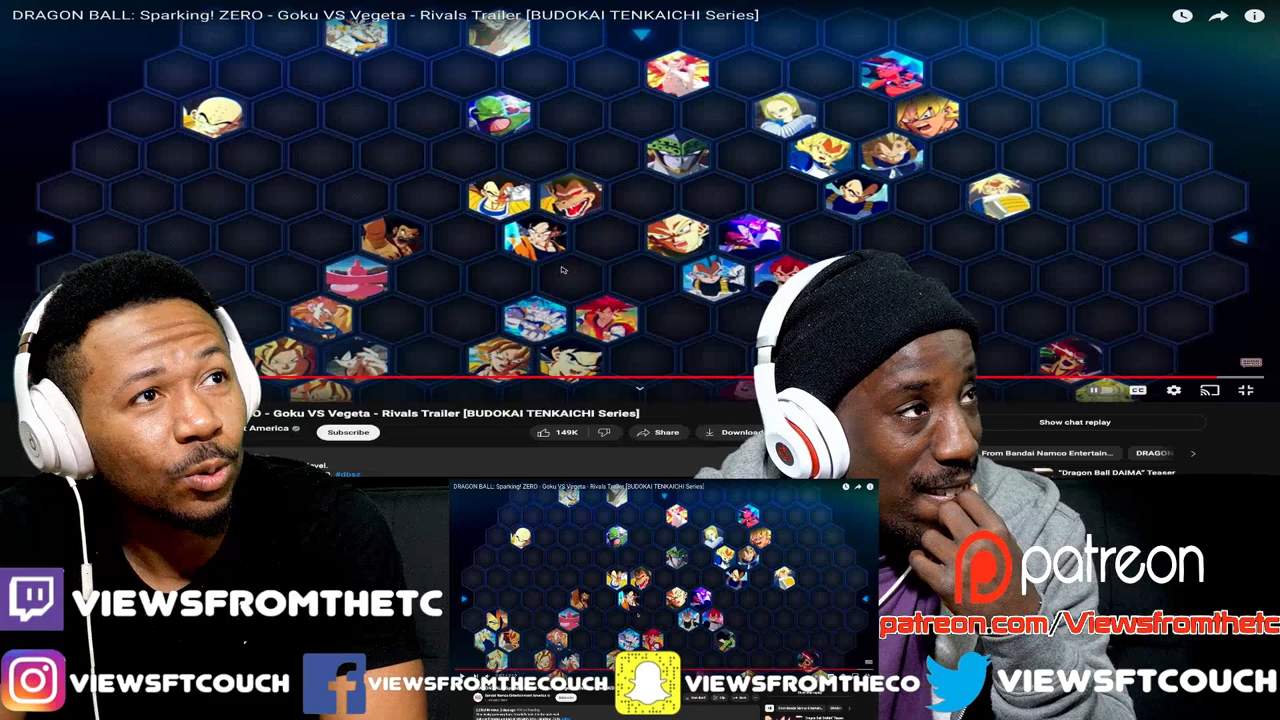 DRAGON BALL: Sparking! ZERO - Goku VS Vegeta - Rivals Trailer [BUDOKAI TENKAICHI Series]
O - Goku VS Vegeta - Rivals Trailer [BUDOKAI TENKAICHI Series]
t America
Subscribe
149K
Share
Download
Show chat replay
From Bandai Namco Entertain...
DRAGON
evel.
#dbsz
"Dragon Ball DAIMA" Teaser
CC
DRAGON BALL: Sparking! ZERO - Goku VS Vegeta - Rivals Trailer [BUDOKAI TENKAICHI Series]
patreon
patreon.com/Viewsfromthetc
VIEWSFROMTHETC
VIEWSFTCOUCH
VIEWSFROMTHECOUCH
VIEWSFROMTHECO
VIEWSFTCOUCH